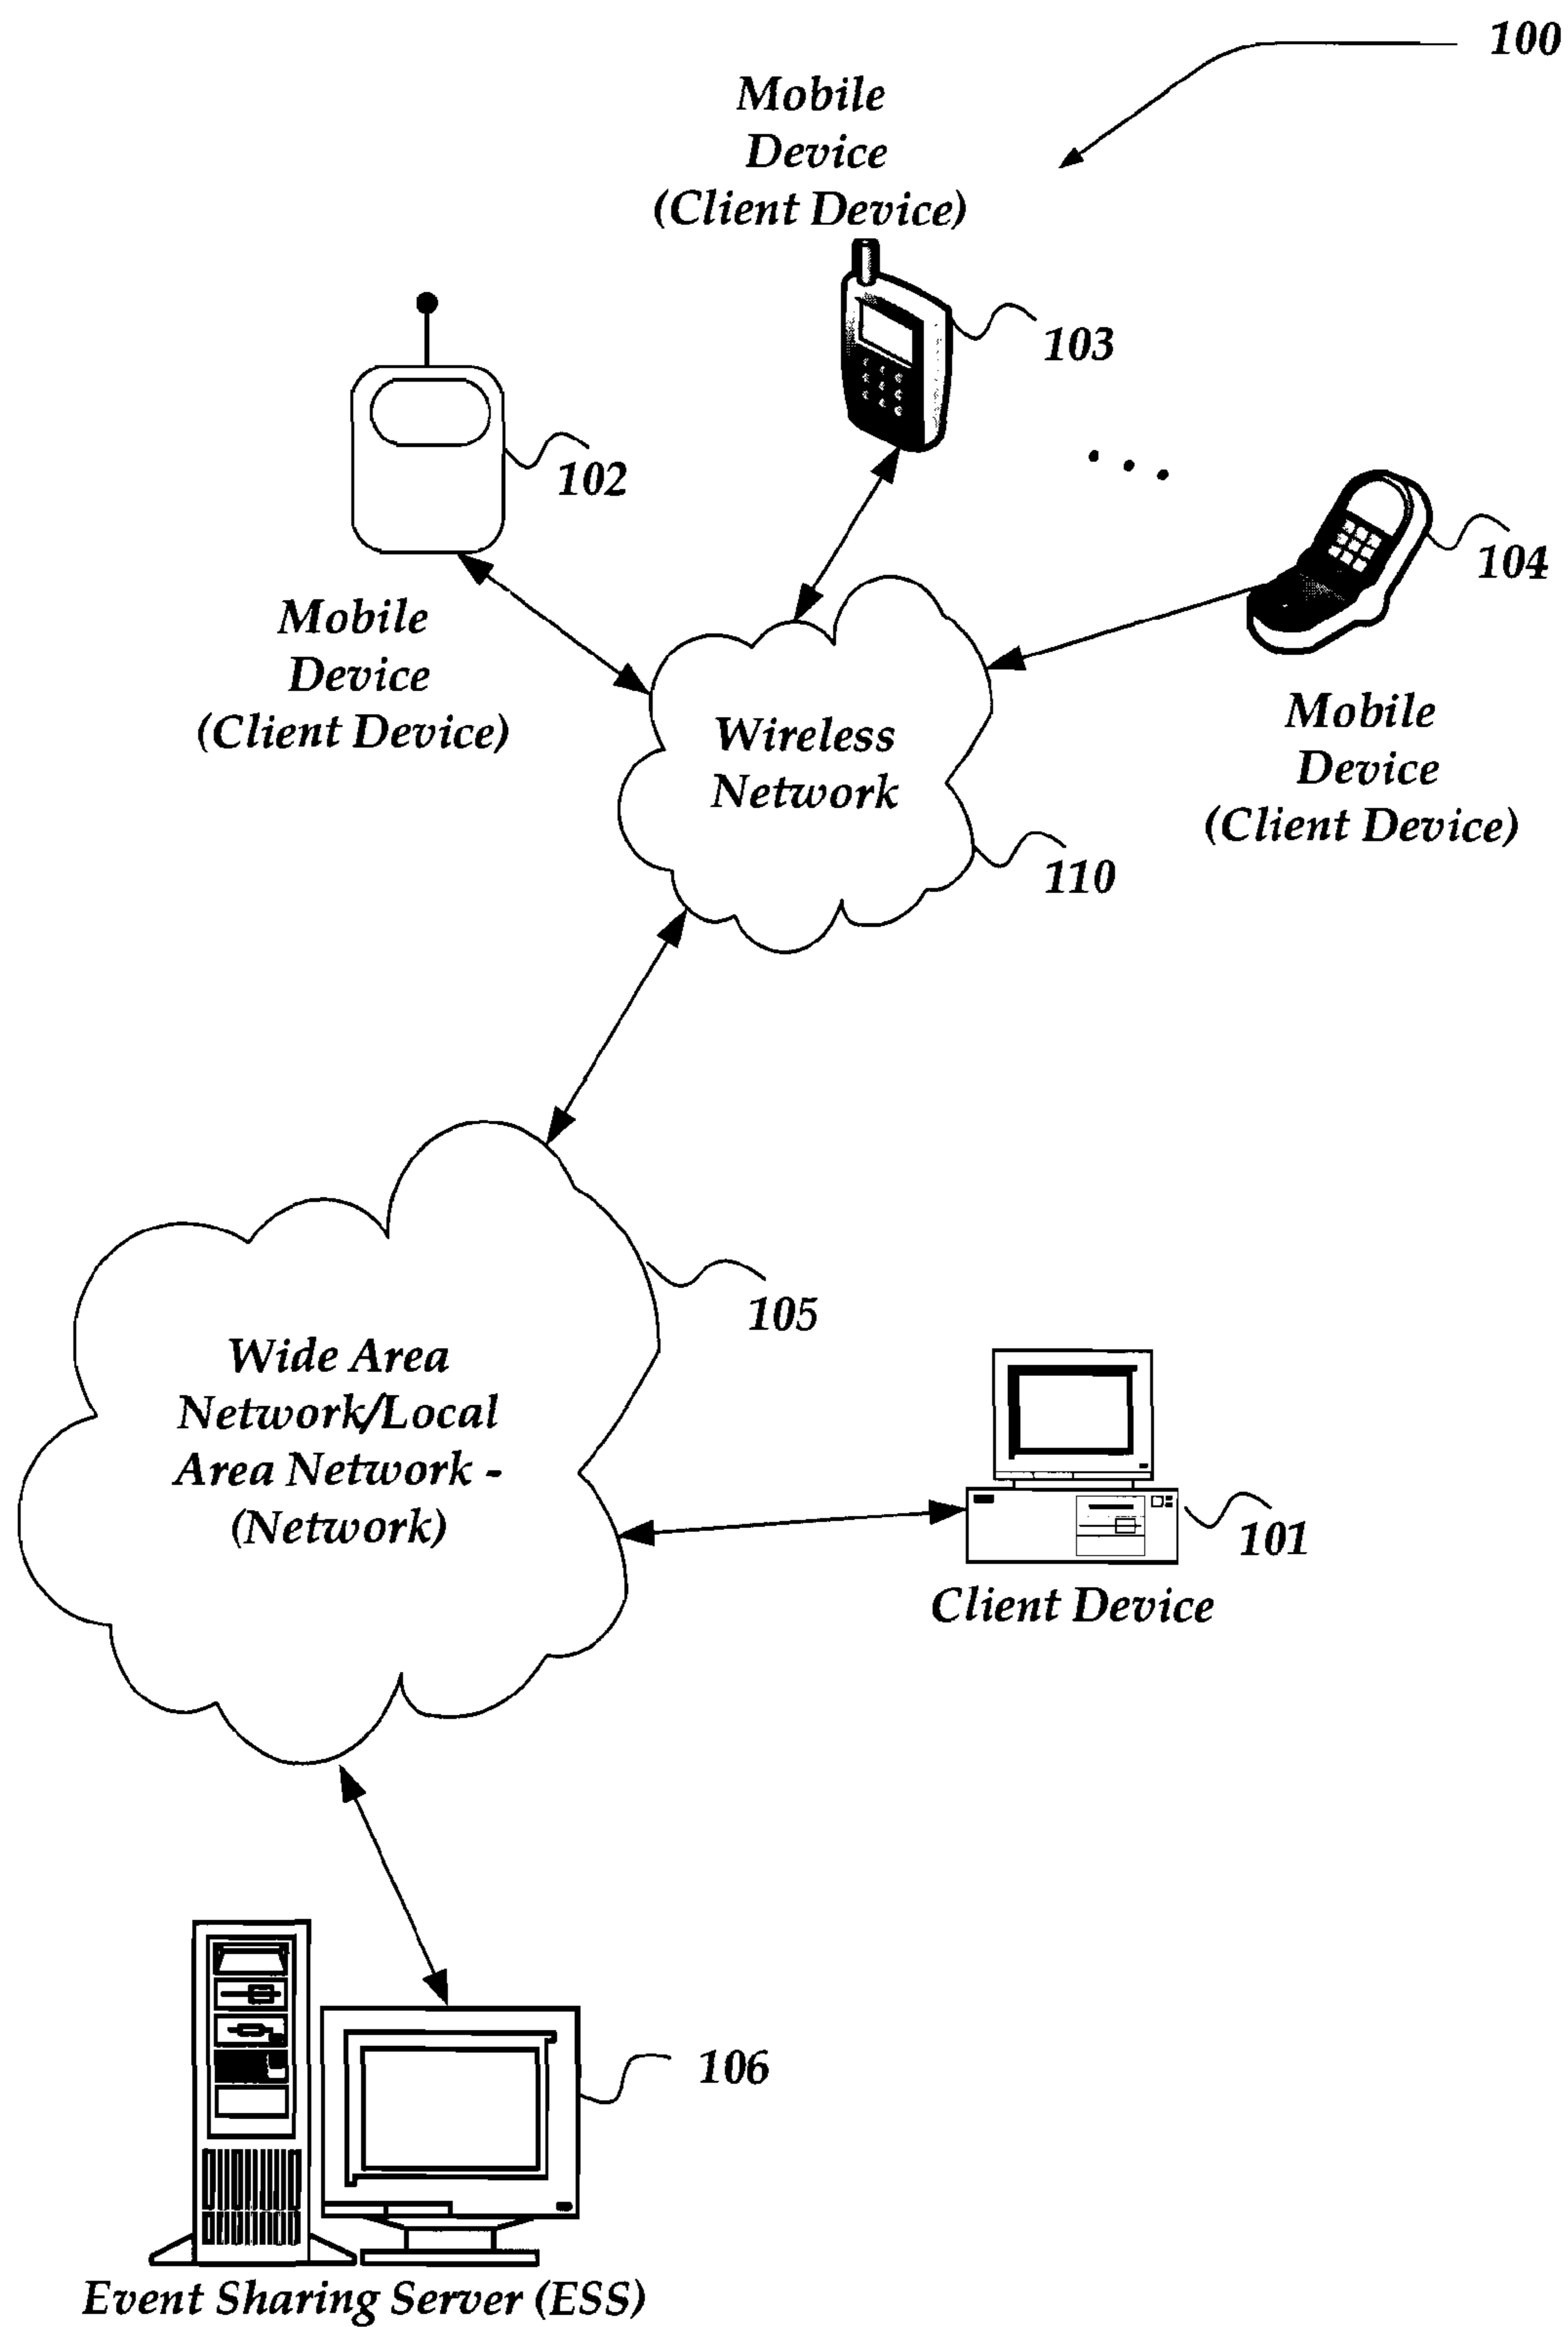 100
Mobile
Device
(Client Device)
103
102
104
Mobile
Device
(Client Device)
Mobile
Device
(Client Device)
Wireless
Network
110
105
Wide Area
Network/Local
Area Network -
(Network)
101
Client Device
106
Event Sharing Server (ESS)